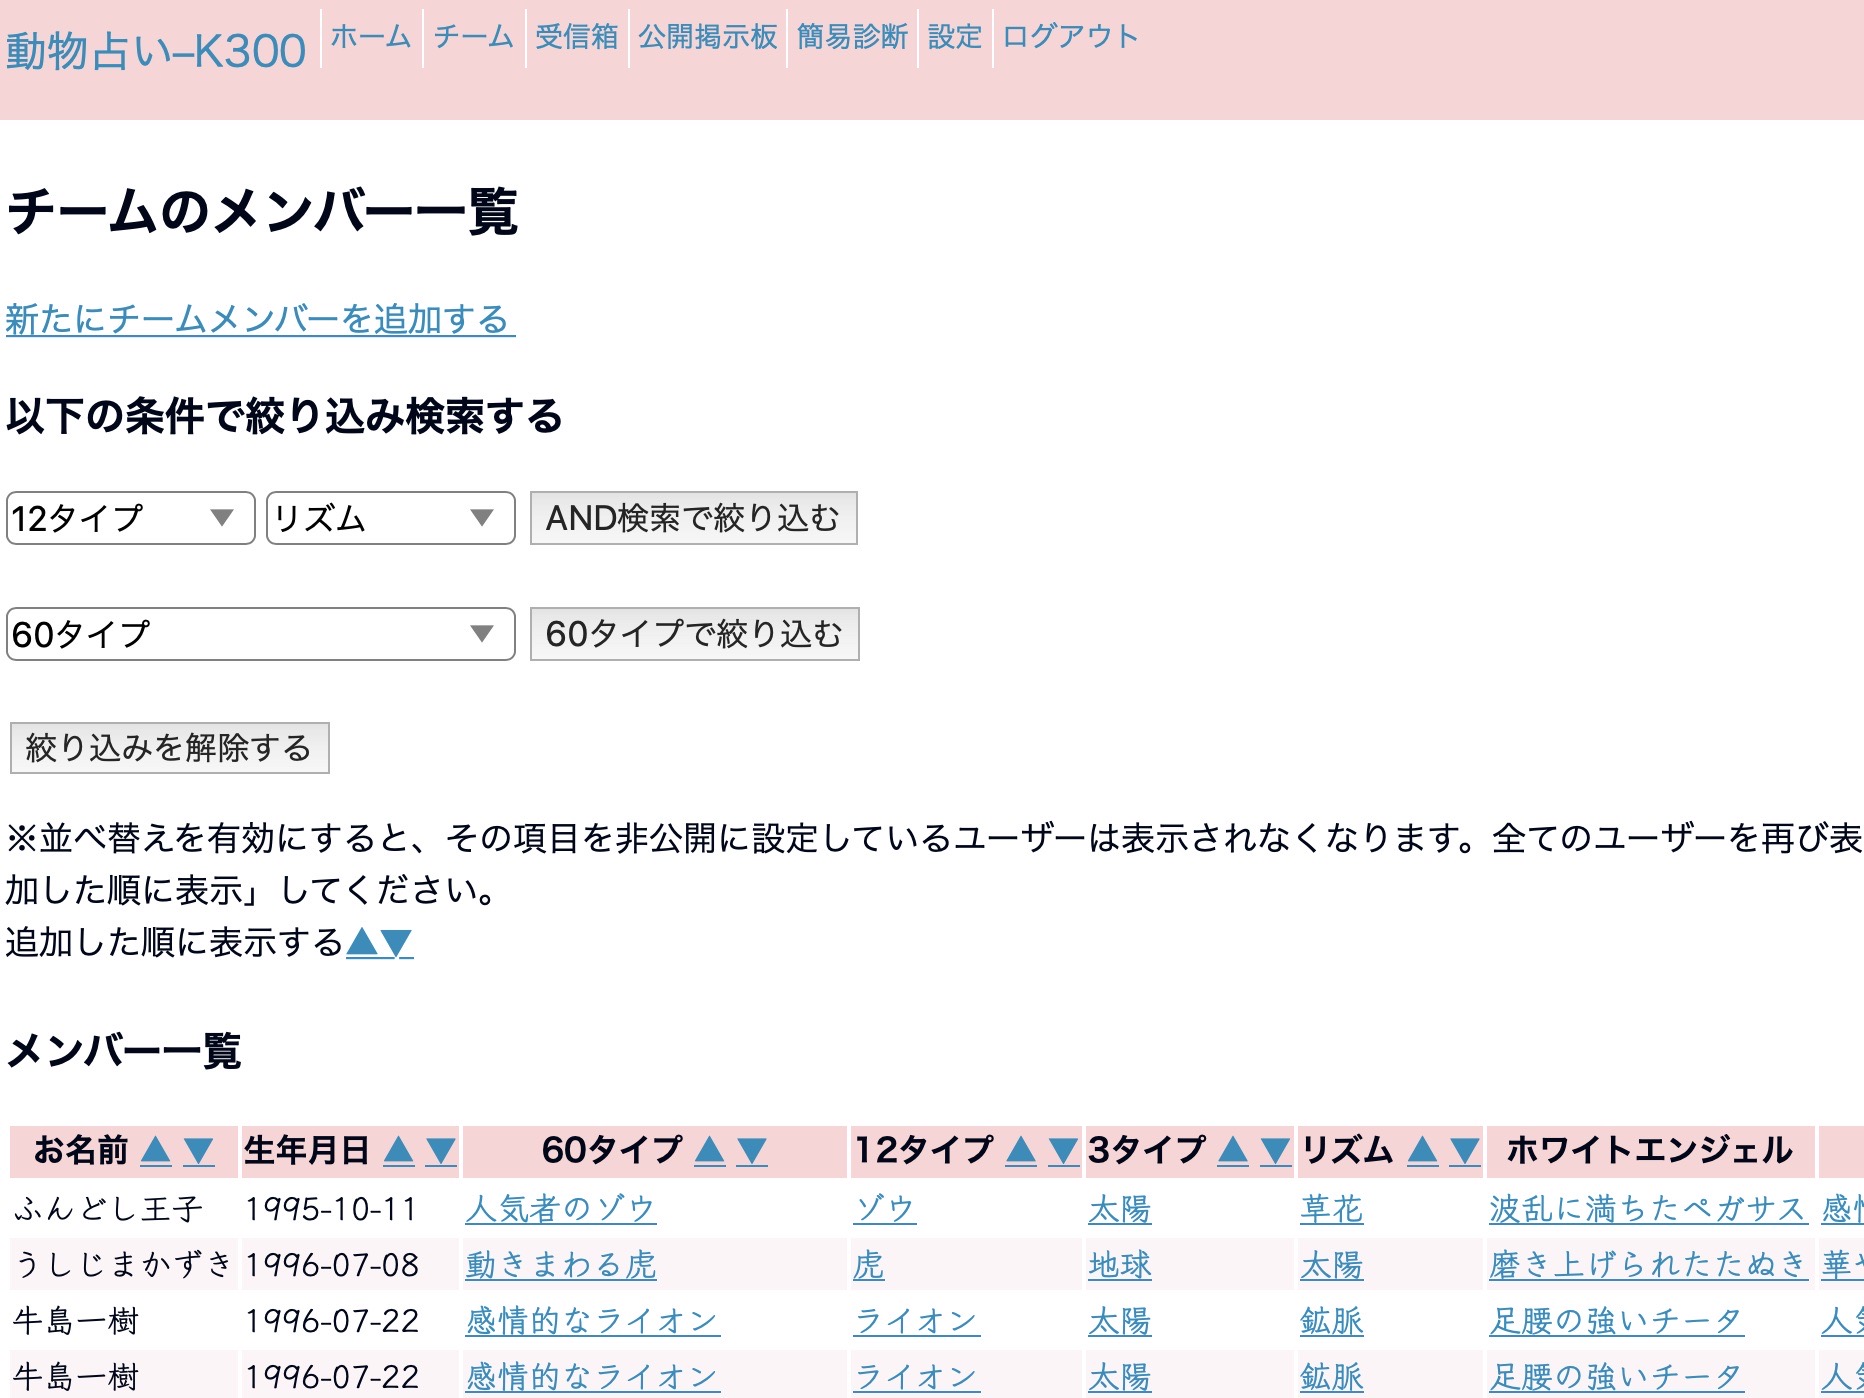 動物占い–K300 ホーム チーム 受信箱 公開掲示板 簡易診断 設定 ログアウト
チームのメンバー一覧
新たにチームメンバーを追加する
以下の条件で絞り込み検索する
12タイプ ▼ リズム ▼ AND検索で絞り込む
60タイプ ▼ 60タイプで絞り込む
絞り込みを解除する
※並べ替えを有効にすると、その項目を非公開に設定しているユーザーは表示されなくなります。全てのユーザーを再び表
加した順に表示」してください。
追加した順に表示する▲▼
メンバー一覧
お名前 ▲ ▼ 生年月日 ▲ ▼ 60タイプ ▲ ▼ 12タイプ ▲ ▼ 3タイプ ▲ ▼ リズム ▲ ▼ ホワイトエンジェル
ふんどし王子 1995-10-11 人気者のゾウ ゾウ 太陽 草花 波乱に満ちたペガサス 感
うしじまかずき 1996-07-08 動きまわる虎 虎 地球 太陽 磨き上げられたたぬき 華
牛島一樹 1996-07-22 感情的なライオン ライオン 太陽 鉱脈 足腰の強いチータ 人
牛島一樹 1996-07-22 感情的なライオン ライオン 太陽 鉱脈 足腰の強いチータ 人